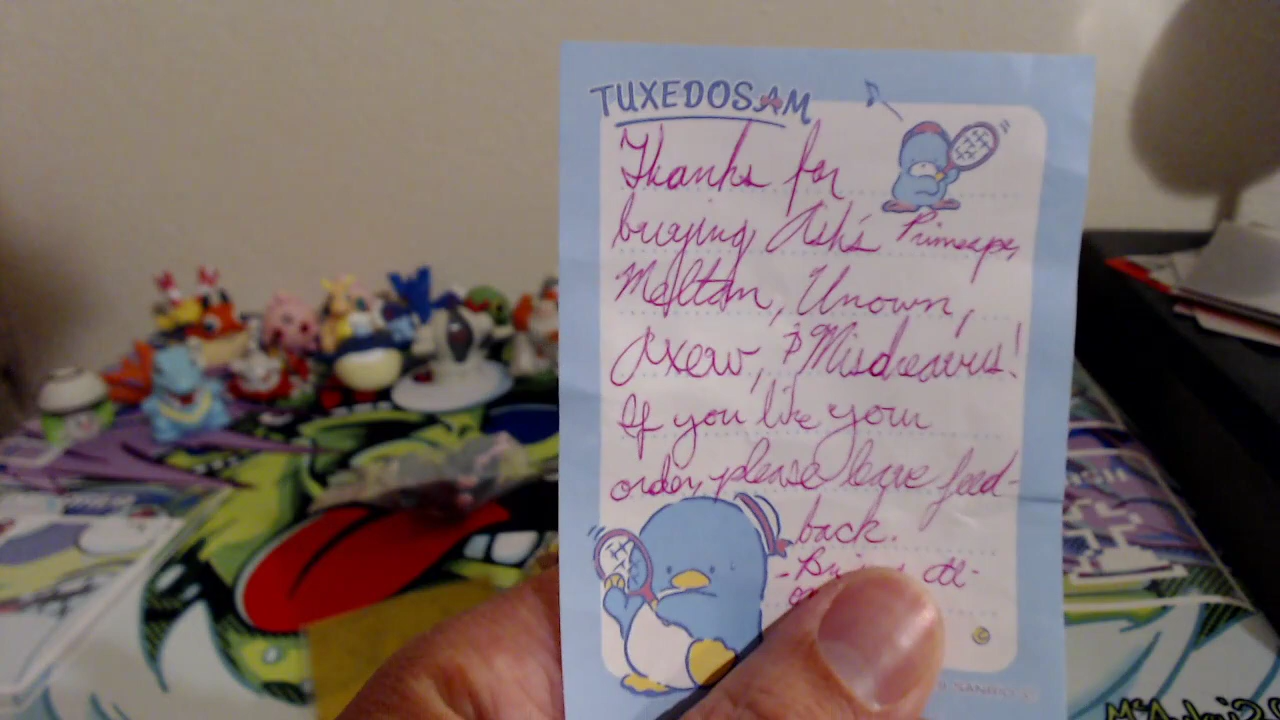 TUXEDOSAM
Thanks for
buying Ash's Primeape,
Meltan, Unown,
Axew, & Misdreavus!
If you like your
order, please leave feed-
back.
SANRIO